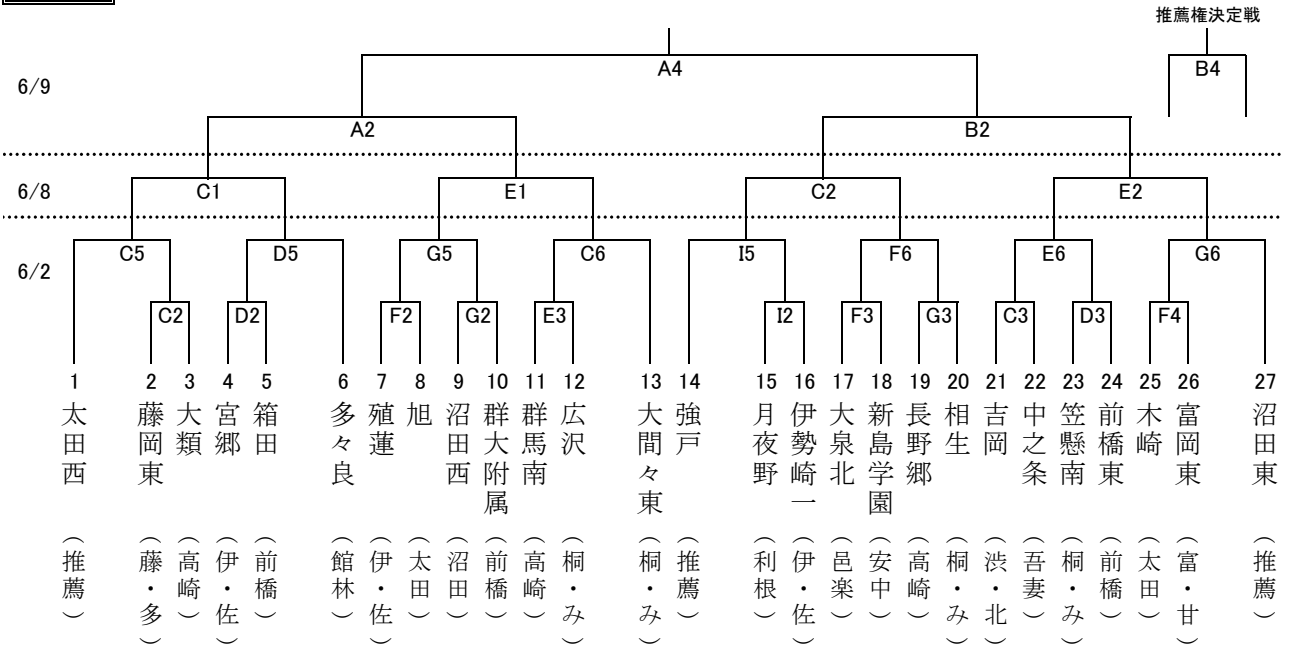 推薦権決定戦
A4
B4
6/9
A2
B2
6/8
C1
E1
C2
E2
6/2
C5
D5
G5
C6
I5
F6
E6
G6
C2
D2
F2
G2
E3
I2
F3
G3
C3
D3
F4
1 2 3 4 5 6 7 8 9 10 11 12 13 14 15 16 17 18 19 20 21 22 23 24 25 26 27
太田西
藤岡東
大類
宮郷
箱田
多々良
殖蓮
旭
沼田西
群大附属
群馬南
広沢
大間々東
強戸
月夜野
伊勢崎一
大泉北
新島学園
長野郷
相生
吉岡
中之条
笠懸南
前橋東
木崎
富岡東
沼田東
（推薦）
（藤・多）
（高崎）
（伊・佐）
（前橋）
（館林）
（伊・佐）
（太田）
（沼田）
（前橋）
（高崎）
（桐・み）
（桐・み）
（推薦）
（利根）
（伊・佐）
（邑楽）
（安中）
（高崎）
（桐・み）
（渋・北）
（吾妻）
（桐・み）
（前橋）
（太田）
（富・甘）
（推薦）